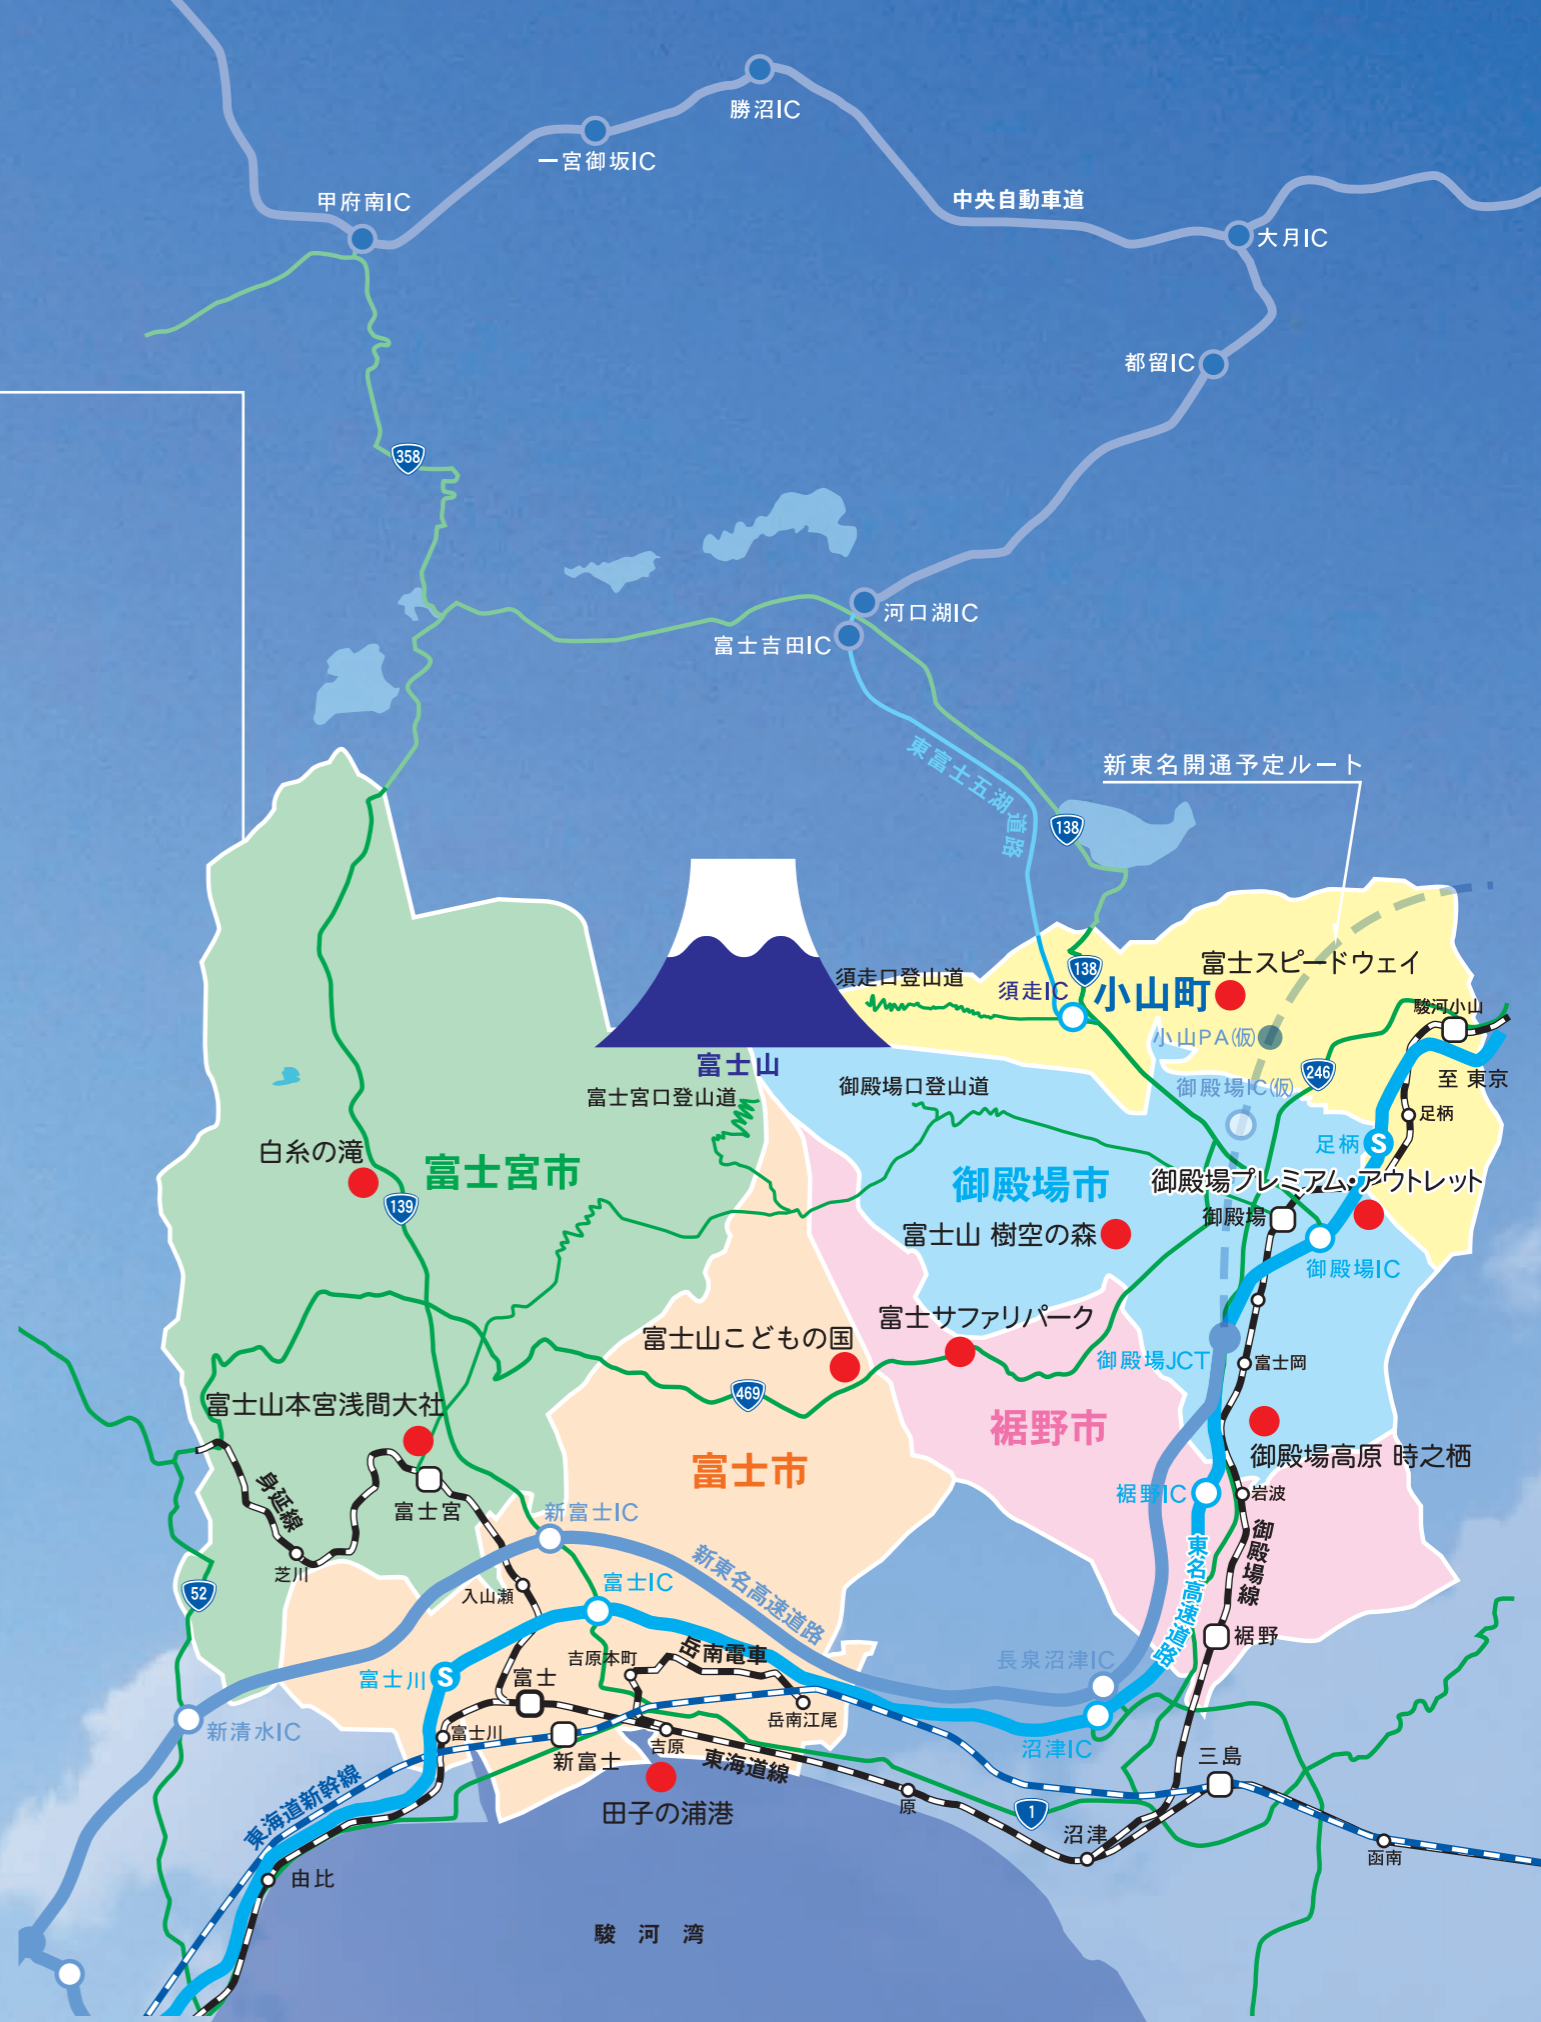 勝沼IC
一宮御坂IC
甲府南IC
中央自動車道
大月IC
都留IC
358
河口湖IC
富士吉田IC
東富士五湖道路
新東名開通予定ルート
138
富士スピードウェイ
須走口登山道
138
須走IC
小山町
駿河小山
小山PA(仮)
富士山
246
至 東京
御殿場口登山道
御殿場IC(仮)
富士宮口登山道
足柄
足柄
S
白糸の滝
富士宮市
御殿場市
御殿場プレミアム・アウトレット
139
御殿場
富士山 樹空の森
御殿場IC
富士サファリパーク
富士山こどもの国
御殿場JCT
富士岡
469
富士山本宮浅間大社
裾野市
御殿場高原 時之栖
富士市
身延線
裾野IC
岩波
富士宮
新富士IC
御殿場線
東名高速道路
新東名高速道路
芝川
富士IC
52
入山瀬
裾野
岳南電車
吉原本町
長泉沼津IC
富士川
S
富士
岳南江尾
新清水IC
富士川
吉原
沼津IC
新富士
東海道線
三島
東海道新幹線
田子の浦港
原
1
沼津
函南
由比
駿河湾